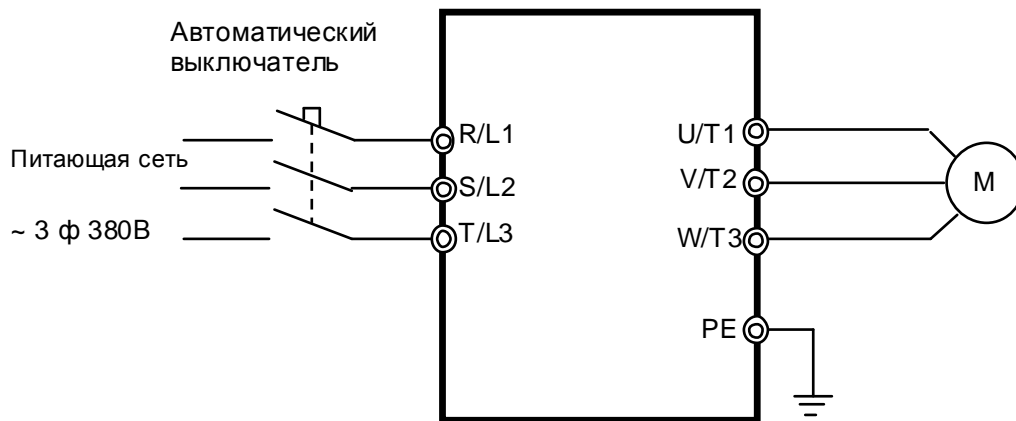 Автоматический
выключатель
R/L1
U/T1
Питающая сеть
S/L2
V/T2
M
~ 3 ф 380В
T/L3
W/T3
PE